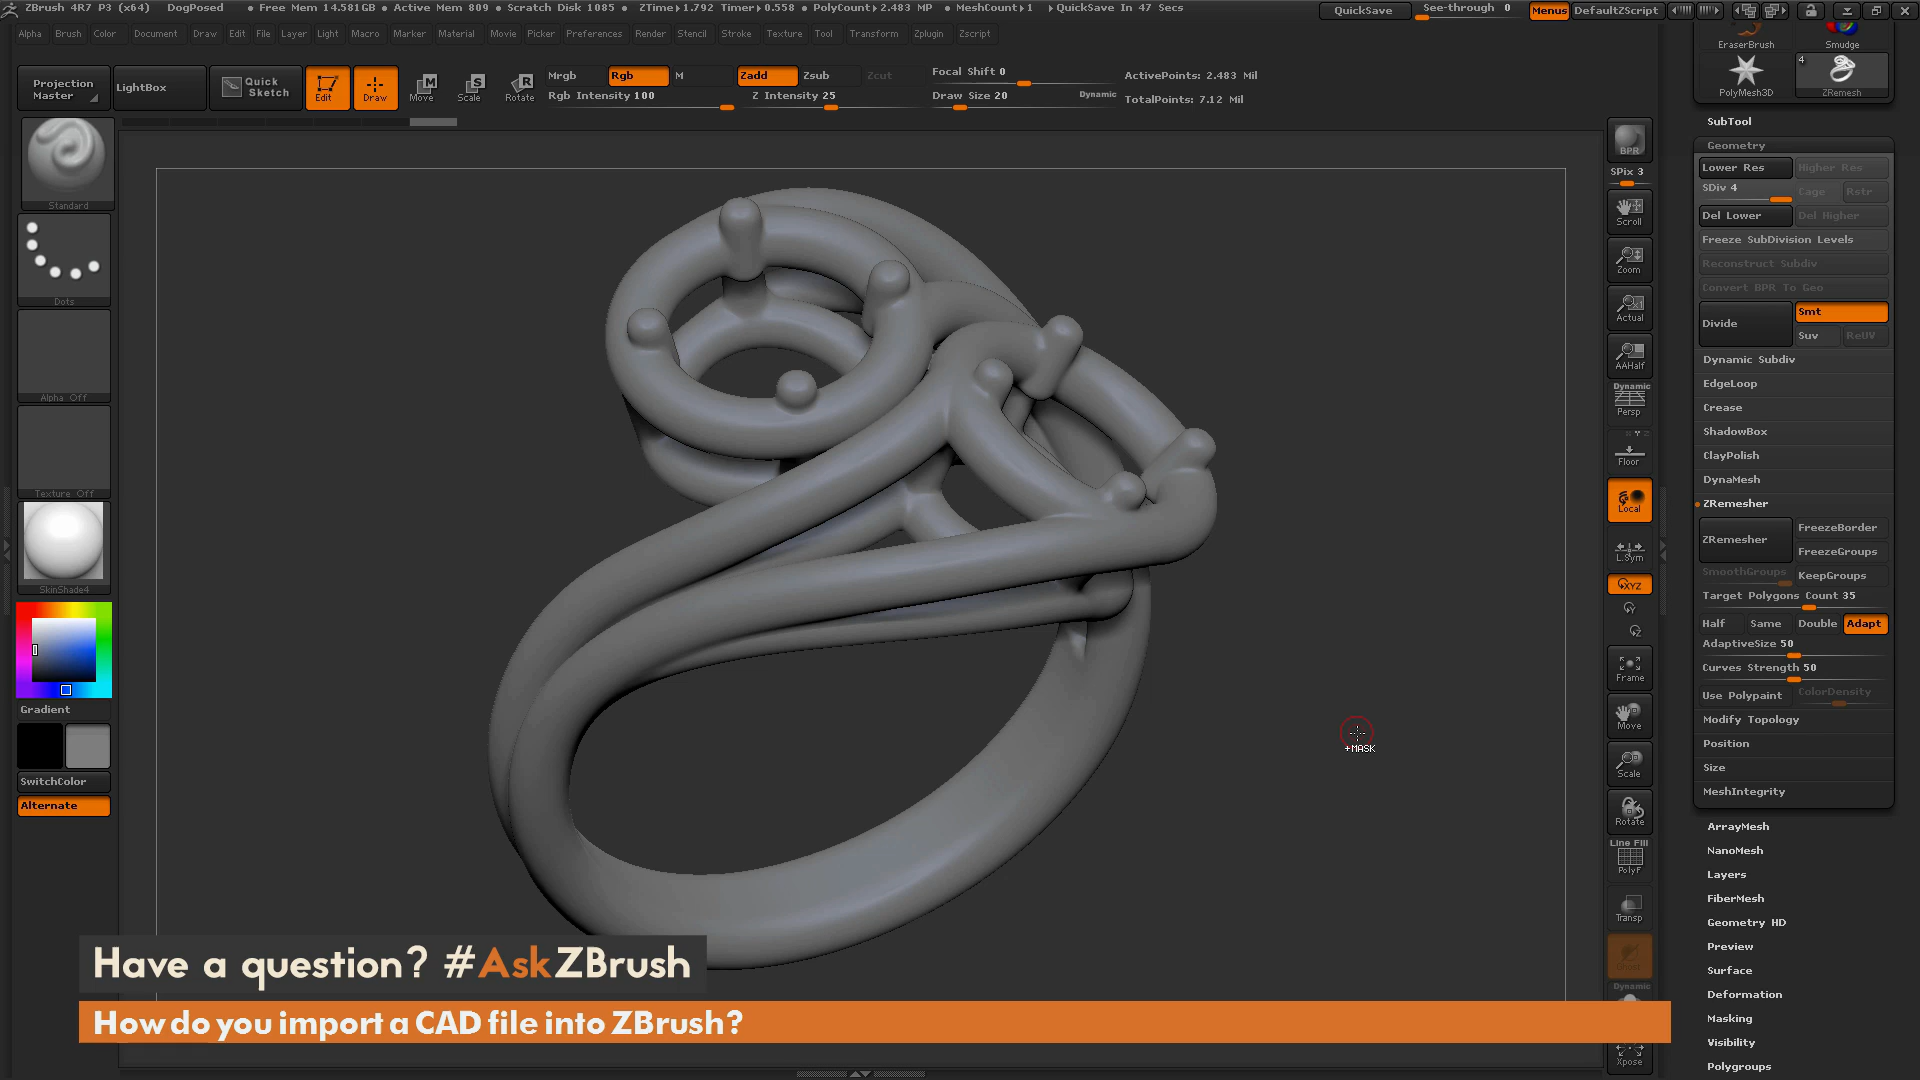 ZBrush 4R7 P3 (x64) DogPosed • Free Mem 14.581GB • Active Mem 809 • Scratch Disk 1085 • ZTime▸1.792 Timer▸0.558 • PolyCount▸2.483 MP • MeshCount▸1 • QuickSave In 47 Secs QuickSave See-through 0 Menus DefaultZScript
Alpha Brush Color Document Draw Edit File Layer Light Macro Marker Material Movie Picker Preferences Render Stencil Stroke Texture Tool Transform Zplugin Zscript
Projection Master
LightBox
Quick Sketch
Edit
Draw
Move
Scale
Rotate
Mrgb Rgb M Zadd Zsub Zcut
Rgb Intensity 100 Z Intensity 25
Focal Shift 0
Draw Size 20 Dynamic
ActivePoints: 2.483 Mil
TotalPoints: 7.12 Mil
Standard
Dots
Alpha Off
Texture Off
SkinShade4
Gradient
SwitchColor
Alternate
+MASK
BPR
SPix 3
Scroll
Zoom
Actual
AAHalf
Dynamic
Persp
Floor
Local
L.Sym
XYZ
Frame
Move
Scale
Rotate
Line Fill
PolyF
Transp
Dynamic
Xpose
EraserBrush Smudge
4
PolyMesh3D ZRemesh
SubTool
Geometry
Lower Res Higher Res
SDiv 4 Cage Rstr
Del Lower Del Higher
Freeze SubDivision Levels
Reconstruct Subdiv
Convert BPR To Geo
Divide Smt
Suv ReUV
Dynamic Subdiv
EdgeLoop
Crease
ShadowBox
ClayPolish
DynaMesh
ZRemesher
ZRemesher FreezeBorder
FreezeGroups
SmoothGroups KeepGroups
Target Polygons Count 35
Half Same Double Adapt
AdaptiveSize 50
Curves Strength 50
Use Polypaint ColorDensity
Modify Topology
Position
Size
MeshIntegrity
ArrayMesh
NanoMesh
Layers
FiberMesh
Geometry HD
Preview
Surface
Deformation
Masking
Visibility
Polygroups
Have a question? #AskZBrush
How do you import a CAD file into ZBrush?